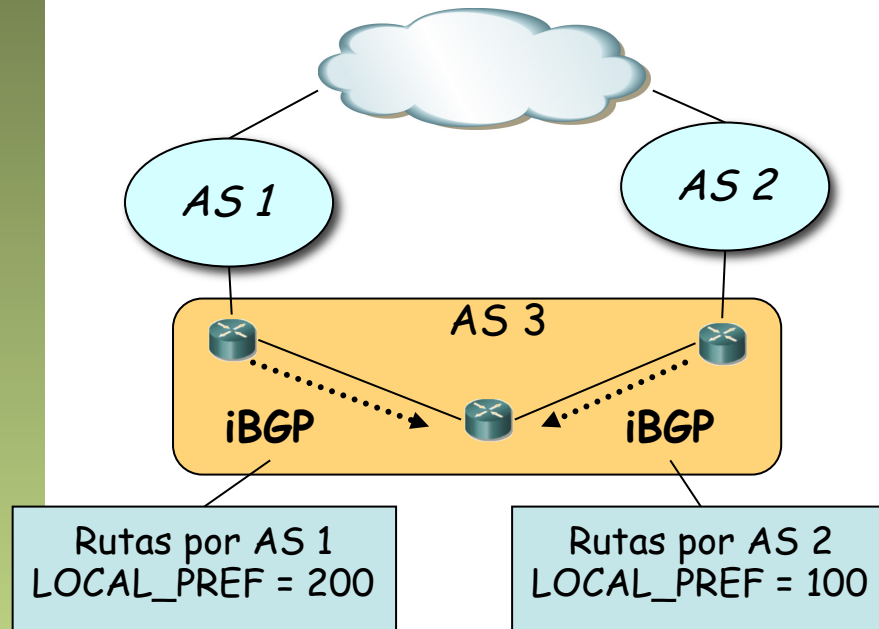 AS 1
AS 2
AS 3
iBGP
iBGP
Rutas por AS 1
LOCAL_PREF = 200
Rutas por AS 2
LOCAL_PREF = 100